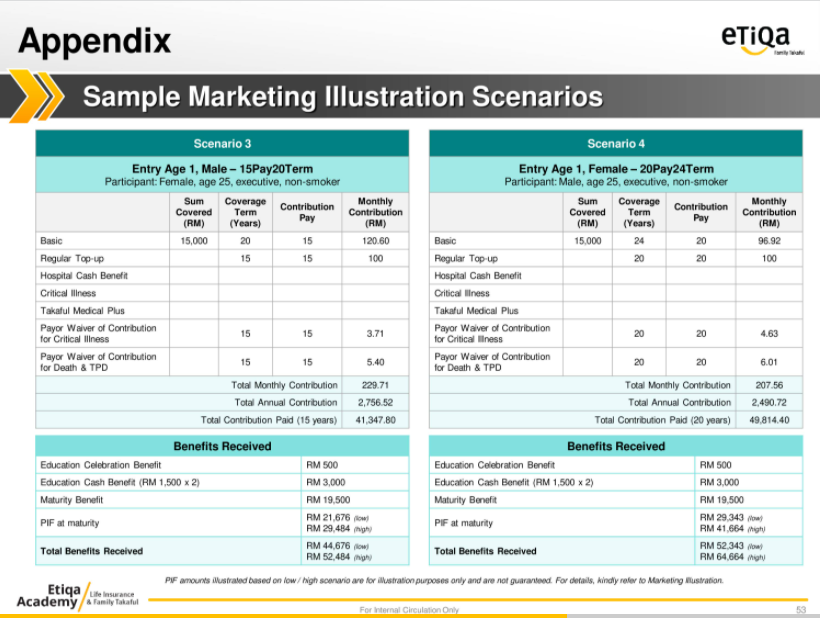 Appendix
eTiQa
Family Takaful
Sample Marketing Illustration Scenarios
Scenario 3
Entry Age 1, Male – 15Pay20Term
Participant: Female, age 25, executive, non-smoker
Sum Covered (RM) Coverage Term (Years) Contribution Pay Monthly Contribution (RM)
Basic 15,000 20 15 120.60
Regular Top-up 15 15 100
Hospital Cash Benefit
Critical Illness
Takaful Medical Plus
Payor Waiver of Contribution for Critical Illness 15 15 3.71
Payor Waiver of Contribution for Death & TPD 15 15 5.40
Total Monthly Contribution 229.71
Total Annual Contribution 2,756.52
Total Contribution Paid (15 years) 41,347.80
Benefits Received
Education Celebration Benefit RM 500
Education Cash Benefit (RM 1,500 x 2) RM 3,000
Maturity Benefit RM 19,500
PIF at maturity RM 21,676 (low)
RM 29,484 (high)
Total Benefits Received RM 44,676 (low)
RM 52,484 (high)
Scenario 4
Entry Age 1, Female – 20Pay24Term
Participant: Male, age 25, executive, non-smoker
Sum Covered (RM) Coverage Term (Years) Contribution Pay Monthly Contribution (RM)
Basic 15,000 24 20 96.92
Regular Top-up 20 20 100
Hospital Cash Benefit
Critical Illness
Takaful Medical Plus
Payor Waiver of Contribution for Critical Illness 20 20 4.63
Payor Waiver of Contribution for Death & TPD 20 20 6.01
Total Monthly Contribution 207.56
Total Annual Contribution 2,490.72
Total Contribution Paid (20 years) 49,814.40
Benefits Received
Education Celebration Benefit RM 500
Education Cash Benefit (RM 1,500 x 2) RM 3,000
Maturity Benefit RM 19,500
PIF at maturity RM 29,343 (low)
RM 41,664 (high)
Total Benefits Received RM 52,343 (low)
RM 64,664 (high)
PIF amounts illustrated based on low / high scenario are for illustration purposes only and are not guaranteed. For details, kindly refer to Marketing Illustration.
Etiqa Academy
Life Insurance
& Family Takaful
For Internal Circulation Only
53